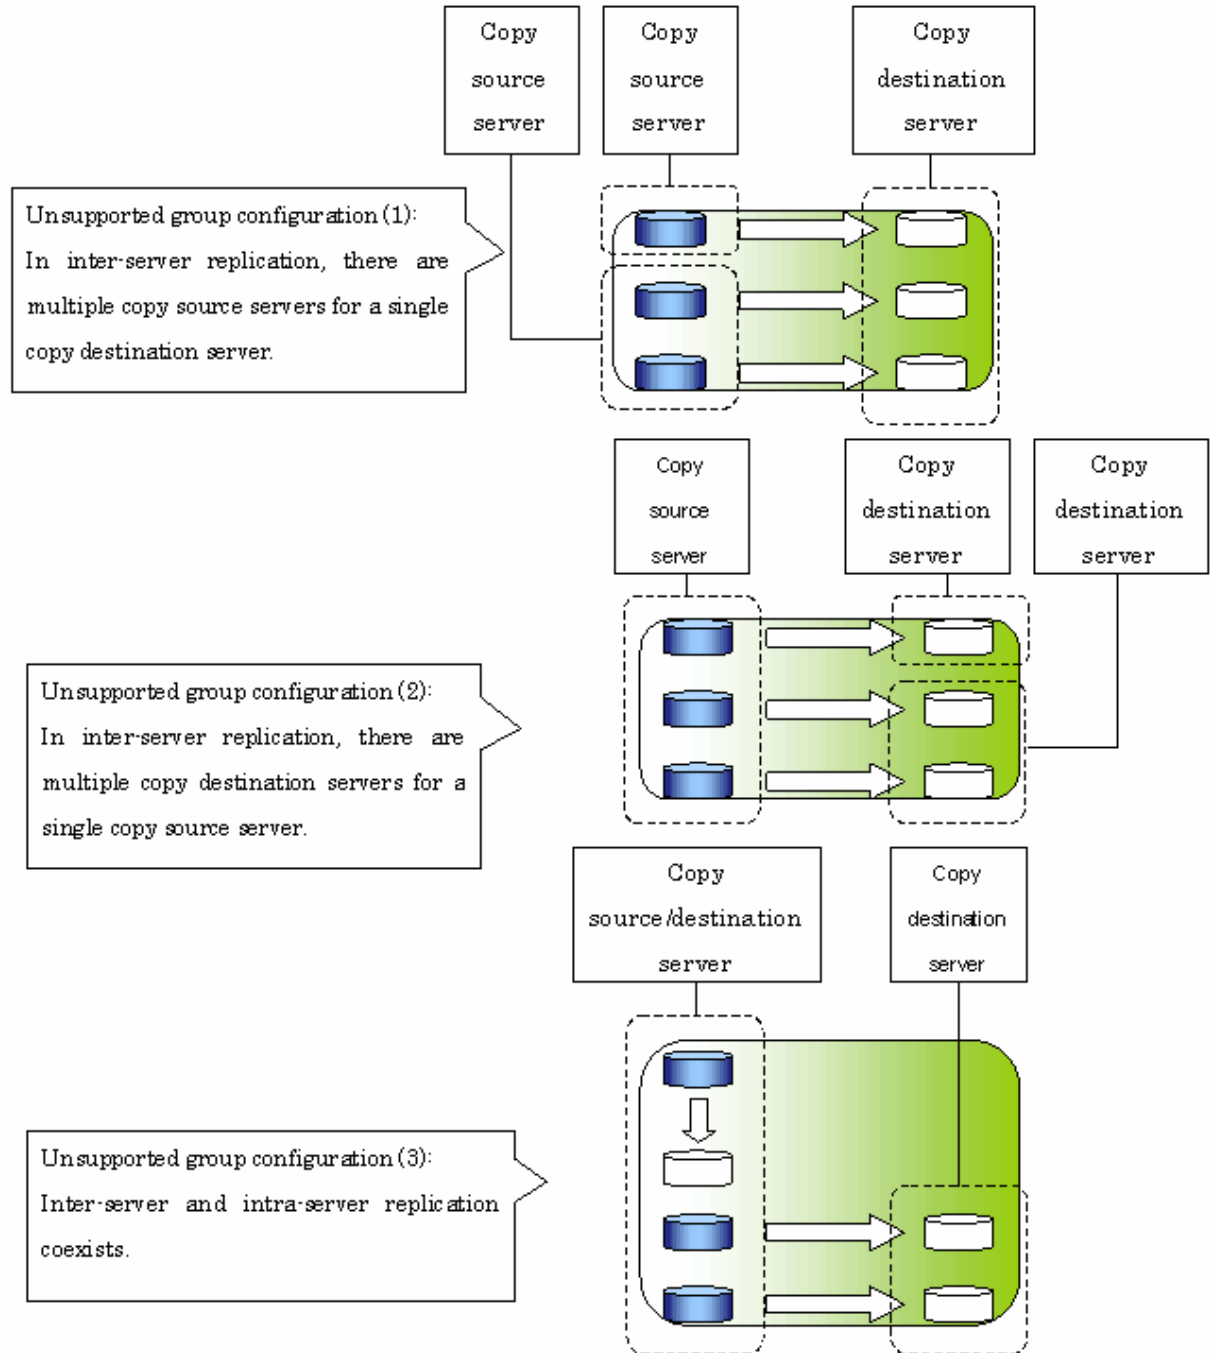 Copy
source
server
Copy
source
server
Copy
destination
server
Unsupported group configuration (1):
In inter-server replication, there are
multiple copy source servers for a single
copy destination server.
Copy
source
server
Copy
destination
server
Copy
destination
server
Unsupported group configuration (2):
In inter-server replication, there are
multiple copy destination servers for a
single copy source server.
Copy
source/destination
server
Copy
destination
server
Unsupported group configuration (3):
Inter-server and intra-server replication
coexists.